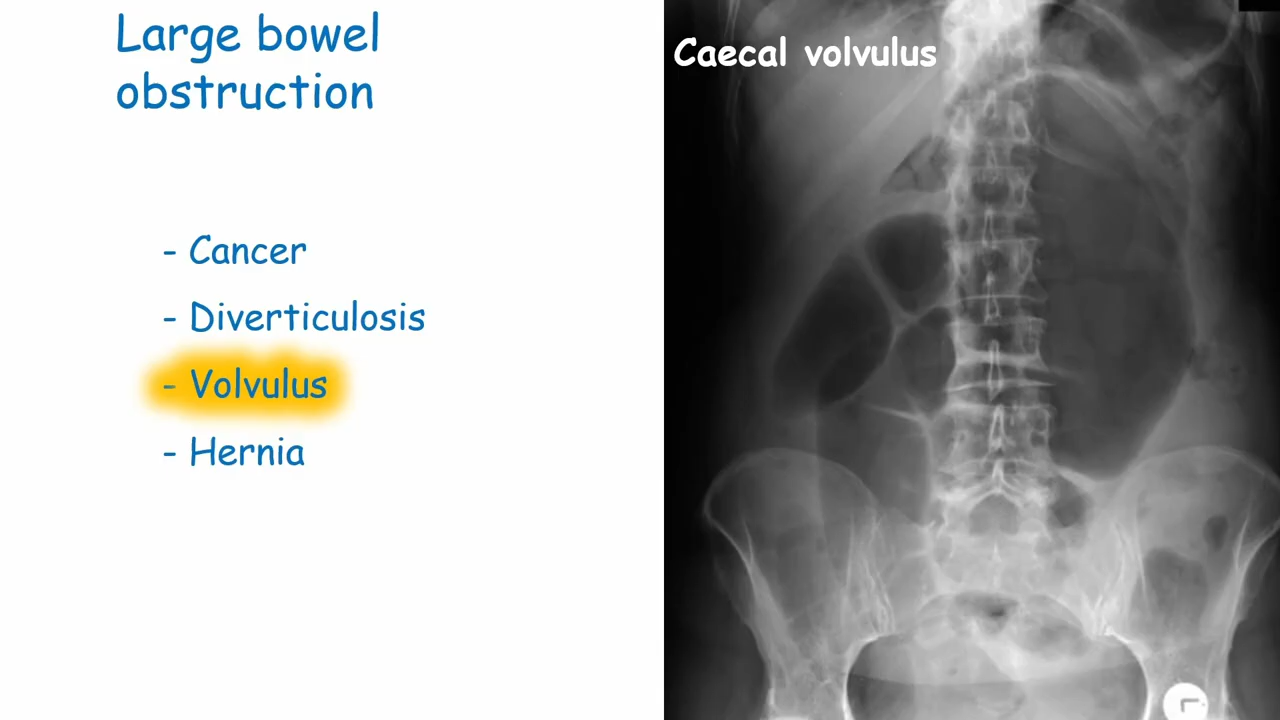 Large bowel
obstruction
- Cancer
- Diverticulosis
- Volvulus
- Hernia
Caecal volvulus
L